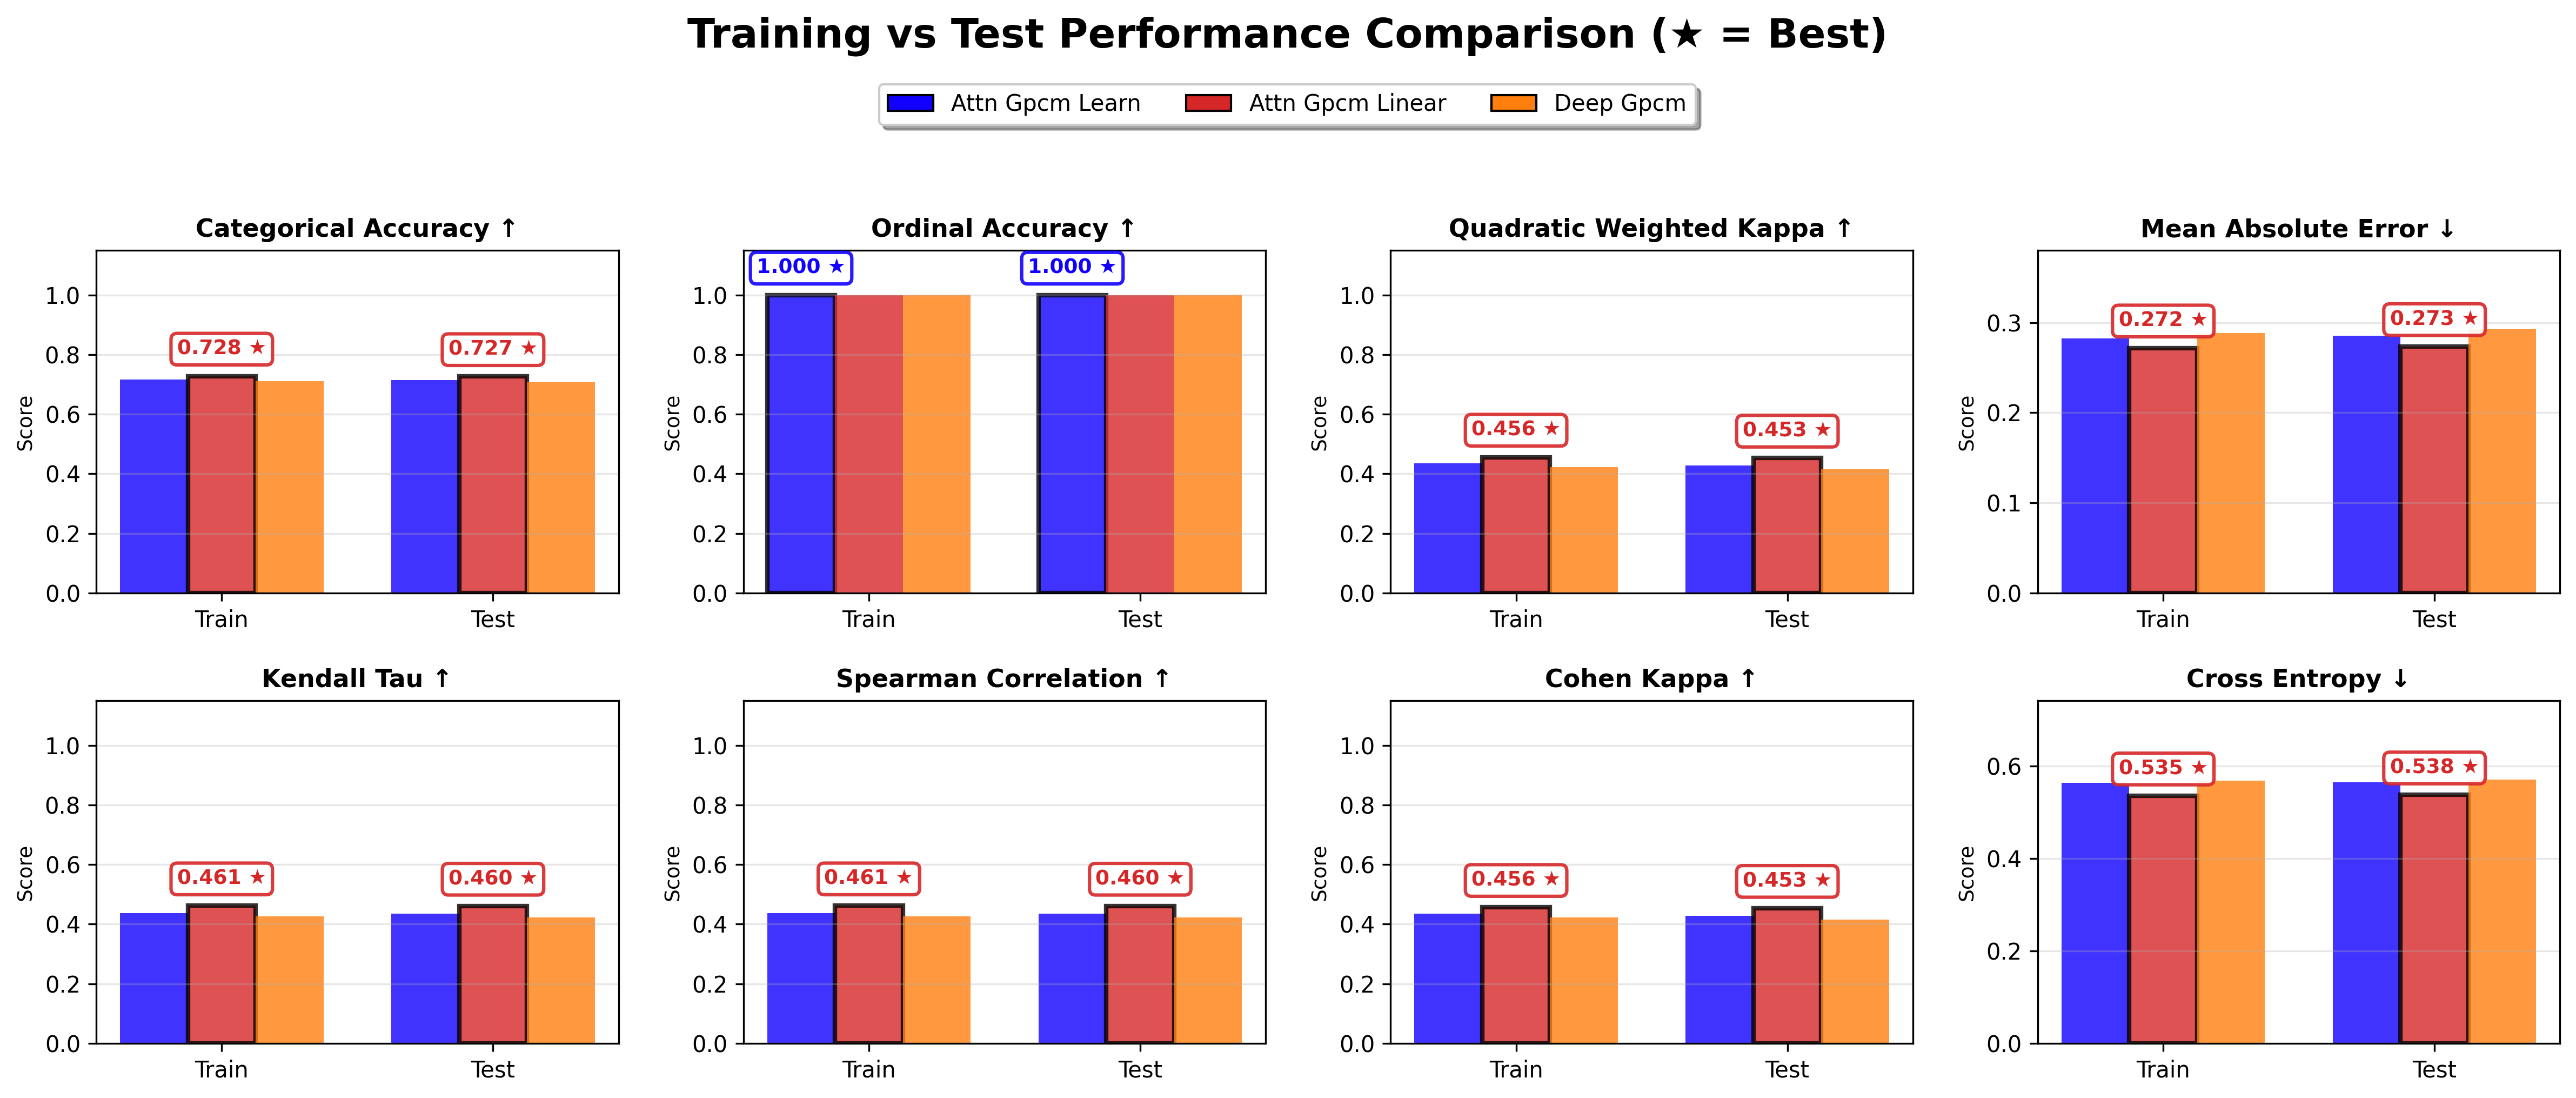 Training vs Test Performance Comparison (★ = Best)
Attn Gpcm Learn Attn Gpcm Linear Deep Gpcm
Categorical Accuracy ↑
Score
1.0
0.8
0.6
0.4
0.2
0.0
0.728 ★
0.727 ★
Train Test
Ordinal Accuracy ↑
Score
1.0
0.8
0.6
0.4
0.2
0.0
1.000 ★
1.000 ★
Train Test
Quadratic Weighted Kappa ↑
Score
1.0
0.8
0.6
0.4
0.2
0.0
0.456 ★
0.453 ★
Train Test
Mean Absolute Error ↓
Score
0.3
0.2
0.1
0.0
0.272 ★
0.273 ★
Train Test
Kendall Tau ↑
Score
1.0
0.8
0.6
0.4
0.2
0.0
0.461 ★
0.460 ★
Train Test
Spearman Correlation ↑
Score
1.0
0.8
0.6
0.4
0.2
0.0
0.461 ★
0.460 ★
Train Test
Cohen Kappa ↑
Score
1.0
0.8
0.6
0.4
0.2
0.0
0.456 ★
0.453 ★
Train Test
Cross Entropy ↓
Score
0.6
0.4
0.2
0.0
0.535 ★
0.538 ★
Train Test